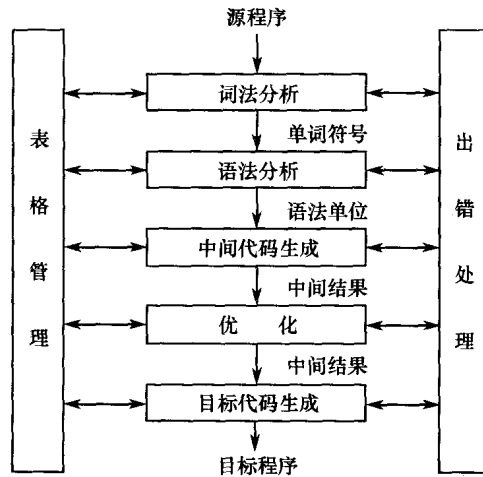 源程序
词法分析
单词符号
语法分析
语法单位
中间代码生成
中间结果
优 化
中间结果
目标代码生成
目标程序
表格管理
出错处理